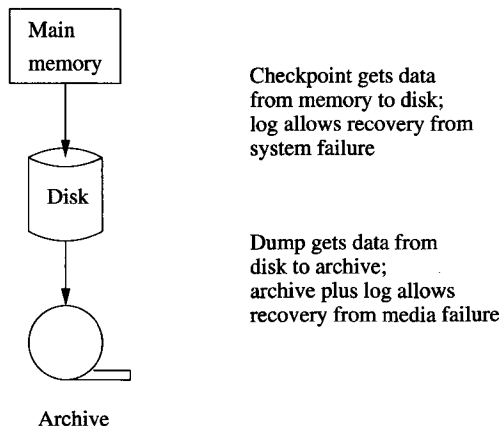 Main
memory
Checkpoint gets data
from memory to disk;
log allows recovery from
system failure
Disk
Dump gets data from
disk to archive;
archive plus log allows
recovery from media failure
Archive